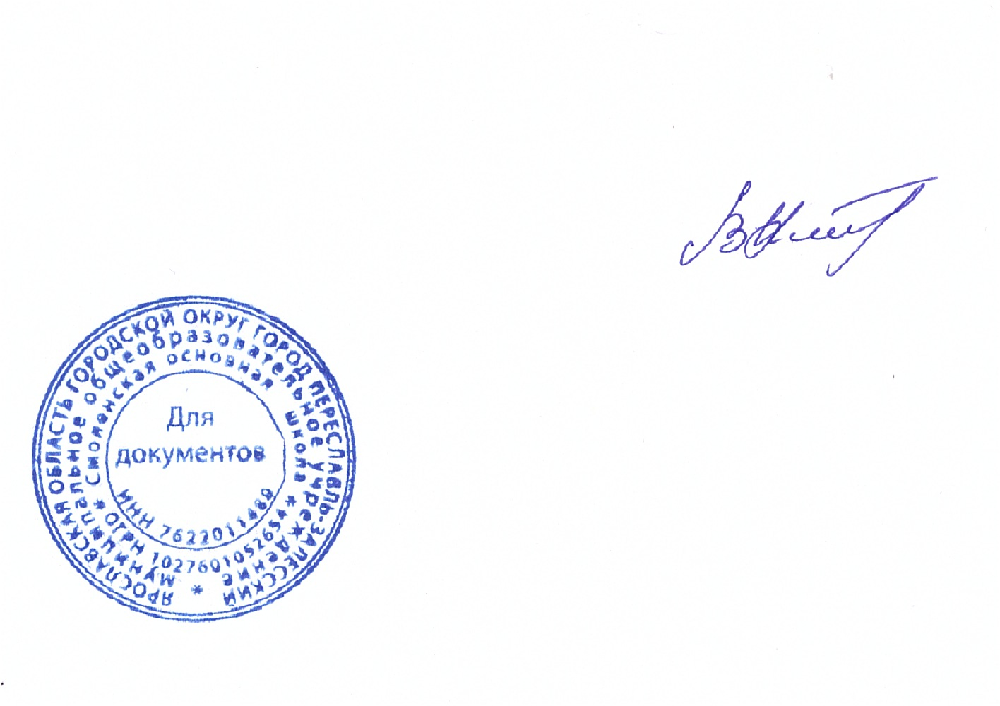 ЯРОСЛАВСКАЯ ОБЛАСТЬ ГОРОДСКОЙ ОКРУГ ГОРОД ПЕРЕСЛАВЛЬ-ЗАЛЕССКИЙ *
муниципальное общеобразовательное учреждение
* Смоленская основная школа *
ОГРН 1027601052654
Для
документов
ИНН 7622011480